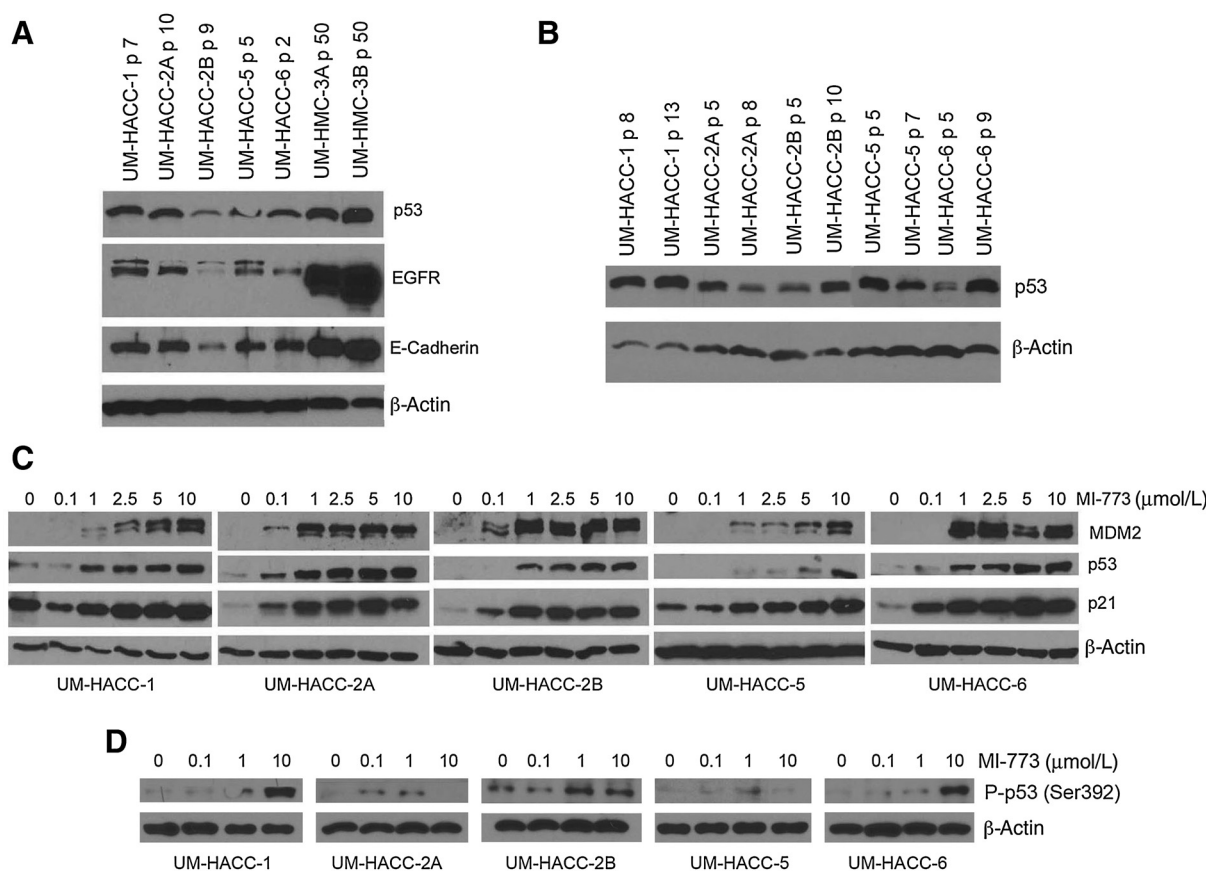 A
UM-HACC-1 p 7
UM-HACC-2A p 10
UM-HACC-2B p 9
UM-HACC-5 p 5
UM-HACC-6 p 2
UM-HMC-3A p 50
UM-HMC-3B p 50
p53
EGFR
E-Cadherin
β-Actin
B
UM-HACC-1 p 8
UM-HACC-1 p 13
UM-HACC-2A p 5
UM-HACC-2A p 8
UM-HACC-2B p 5
UM-HACC-2B p 10
UM-HACC-5 p 5
UM-HACC-5 p 7
UM-HACC-6 p 5
UM-HACC-6 p 9
p53
β-Actin
C
0 0.1 1 2.5 5 10 0 0.1 1 2.5 5 10 0 0.1 1 2.5 5 10 0 0.1 1 2.5 5 10 0 0.1 1 2.5 5 10 MI-773 (μmol/L)
MDM2
p53
p21
β-Actin
UM-HACC-1 UM-HACC-2A UM-HACC-2B UM-HACC-5 UM-HACC-6
D
0 0.1 1 10 0 0.1 1 10 0 0.1 1 10 0 0.1 1 10 0 0.1 1 10 MI-773 (μmol/L)
P-p53 (Ser392)
β-Actin
UM-HACC-1 UM-HACC-2A UM-HACC-2B UM-HACC-5 UM-HACC-6